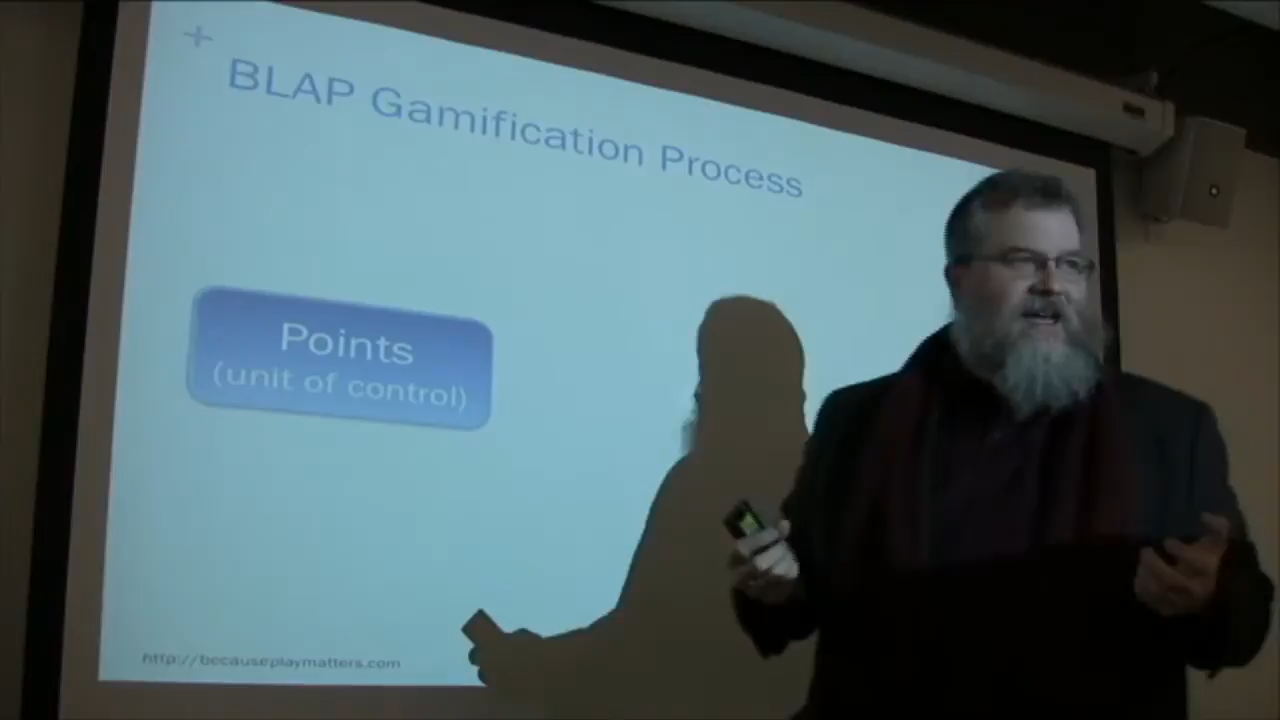 +
BLAP Gamification Process
Points
(unit of control)
http://becauseplaymatters.com